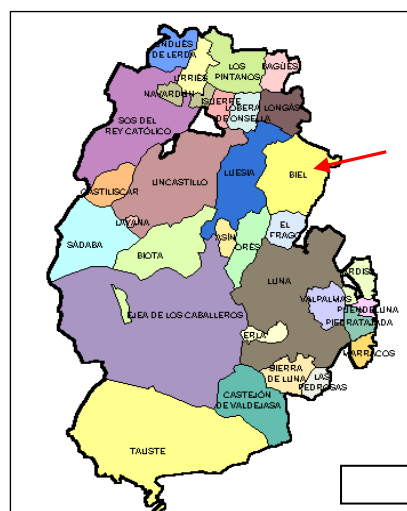 UNDUÉS
DE LERDA
URRIÉS
LOS
PINTANOS
BAGÜÉS
NAVARDÚN
ISUERRE
LOBERA
DE ONSELLA
LONGÁS
SOS DEL
REY CATÓLICO
CASTILISCAR
UNCASTILLO
LUESIA
BIEL
LAYANA
SÁDABA
BIOTA
ASÍN
ORÉS
EL
FRAGO
LUNA
ARDISA
VALPALMAS
PUENDELUNA
PIEDRATAJADA
EJEA DE LOS CABALLEROS
ERLA
MARRACOS
SIERRA
DE LUNA
LAS
PEDROSAS
CASTEJÓN
DE VALDEJASA
TAUSTE